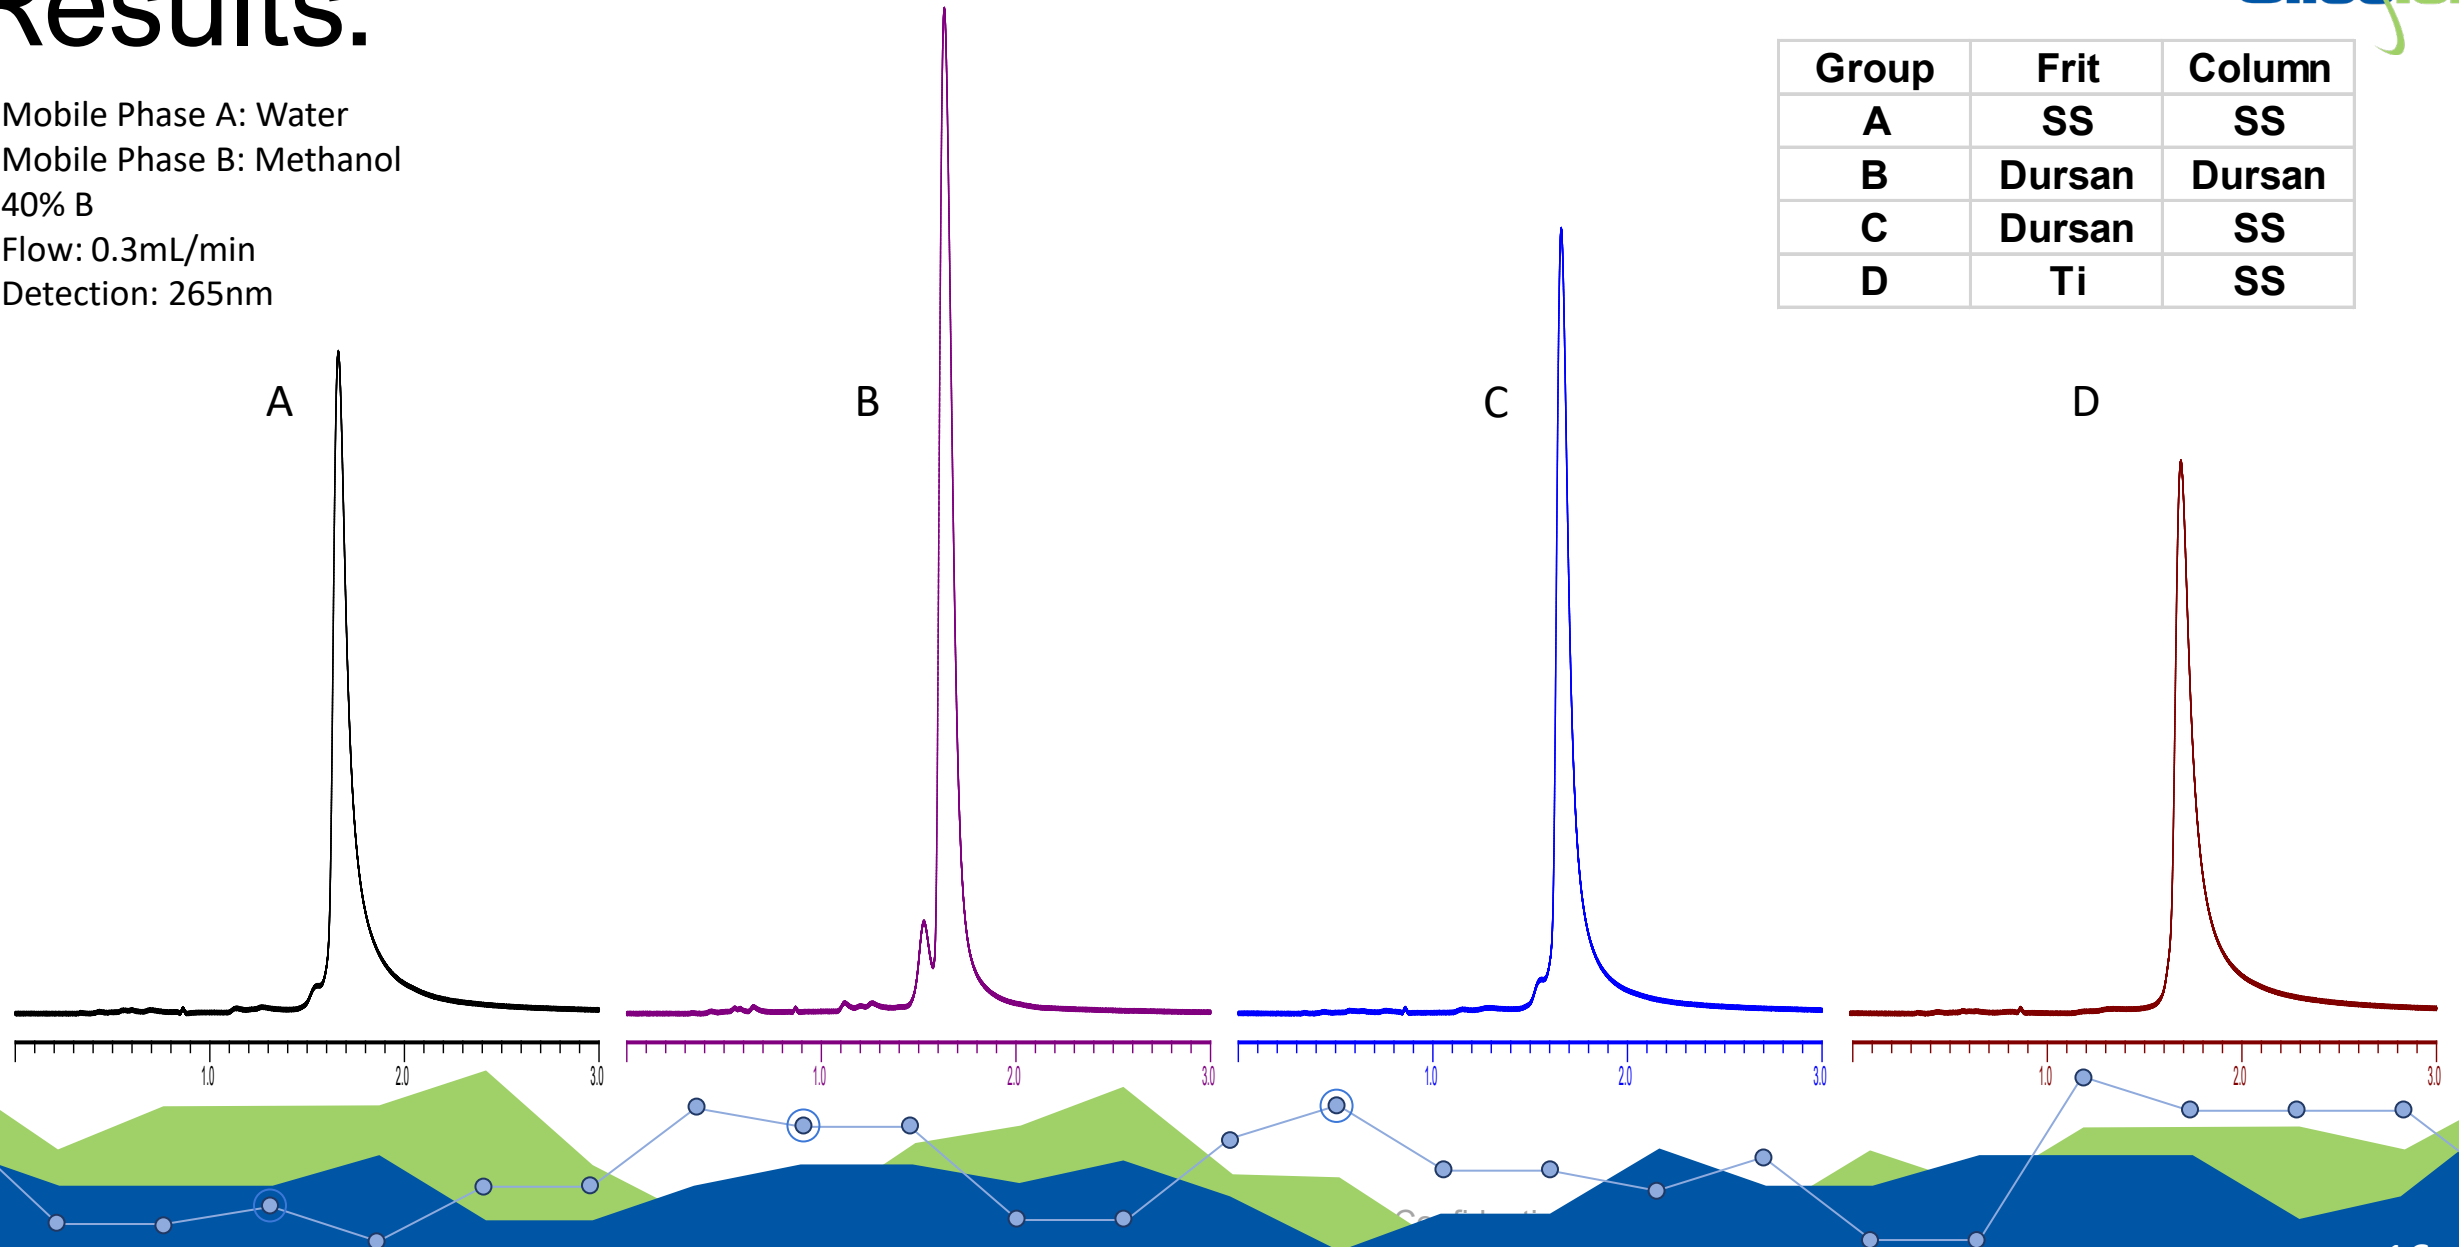 Results:
Mobile Phase A: Water
Mobile Phase B: Methanol
40% B
Flow: 0.3mL/min
Detection: 265nm
Group Frit Column
A SS SS
B Dursan Dursan
C Dursan SS
D Ti SS
A B C D
1.0 2.0 3.0 1.0 2.0 3.0 1.0 2.0 3.0 1.0 2.0 3.0